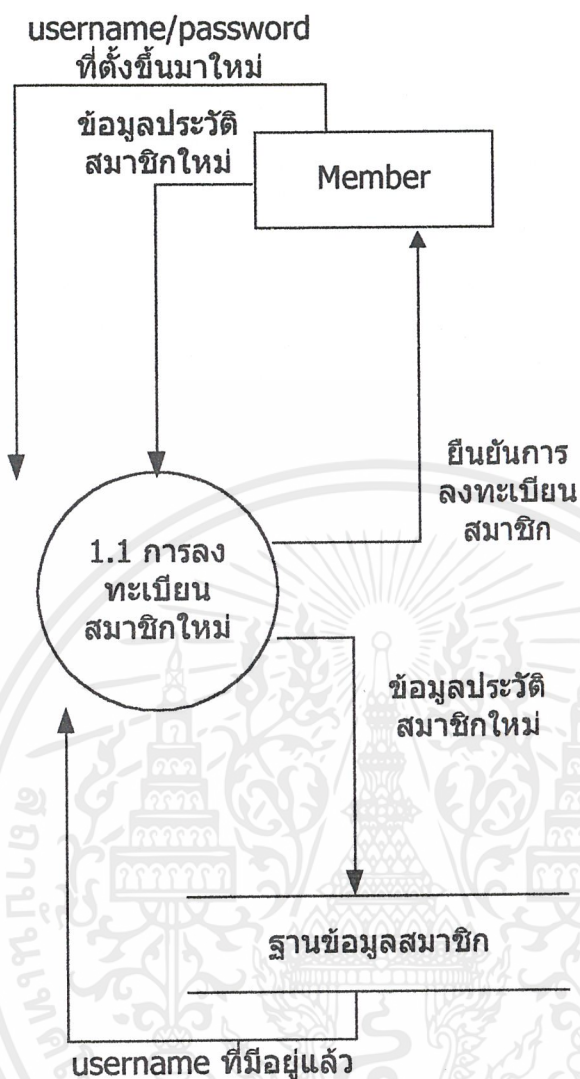 username/password
ที่ตั้งขึ้นมาใหม่
ข้อมูลประวัติ
สมาชิกใหม่
Member
ยืนยันการ
ลงทะเบียน
สมาชิก
1.1 การลง
ทะเบียน
สมาชิกใหม่
ข้อมูลประวัติ
สมาชิกใหม่
ฐานข้อมูลสมาชิก
username ที่มีอยู่แล้ว